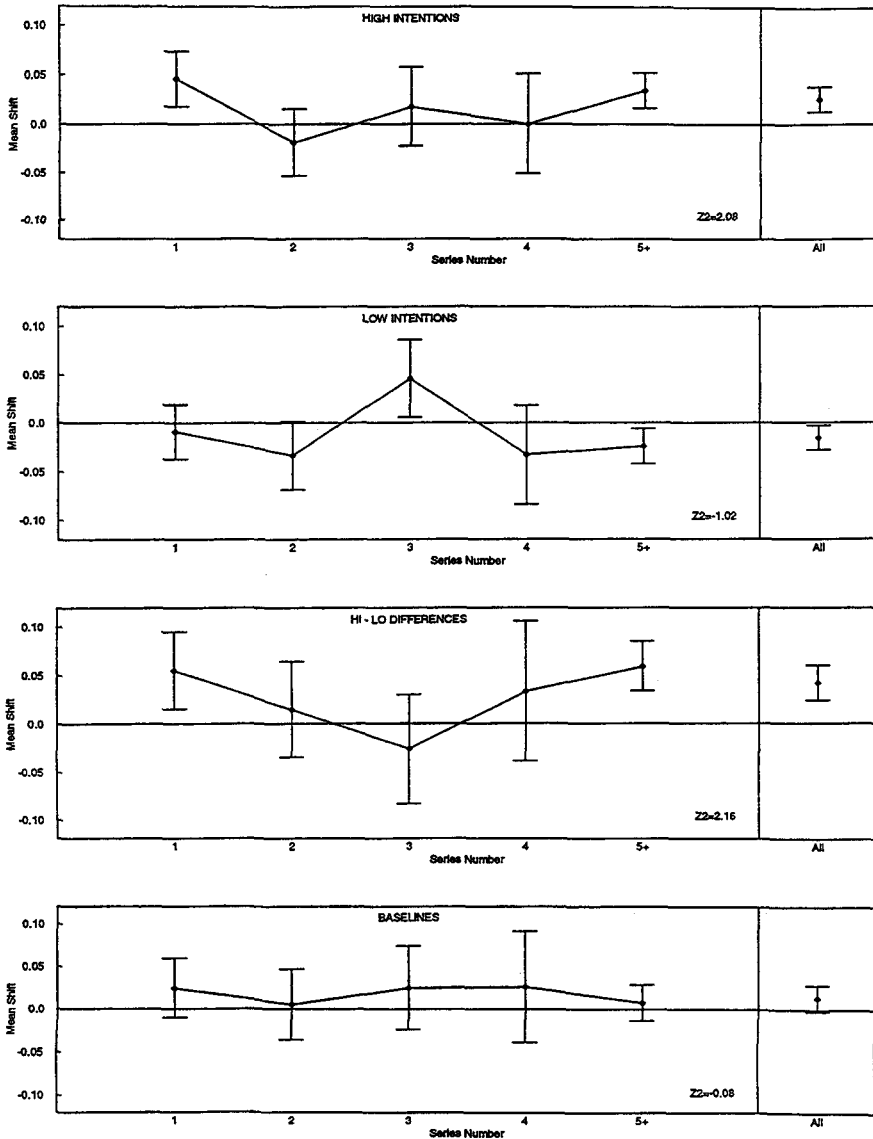 HIGH INTENTIONS
0.10
0.05
0.0
-0.05
-0.10
Mean Shift
Z2=2.08
1 2 3 4 5+ All
Series Number
LOW INTENTIONS
0.10
0.05
0.0
-0.05
-0.10
Mean Shift
Z2=-1.02
1 2 3 4 5+ All
Series Number
HI - LO DIFFERENCES
0.10
0.05
0.0
-0.05
-0.10
Mean Shift
Z2=2.16
1 2 3 4 5+ All
Series Number
BASELINES
0.10
0.05
0.0
-0.05
-0.10
Mean Shift
Z2=-0.08
1 2 3 4 5+ All
Series Number